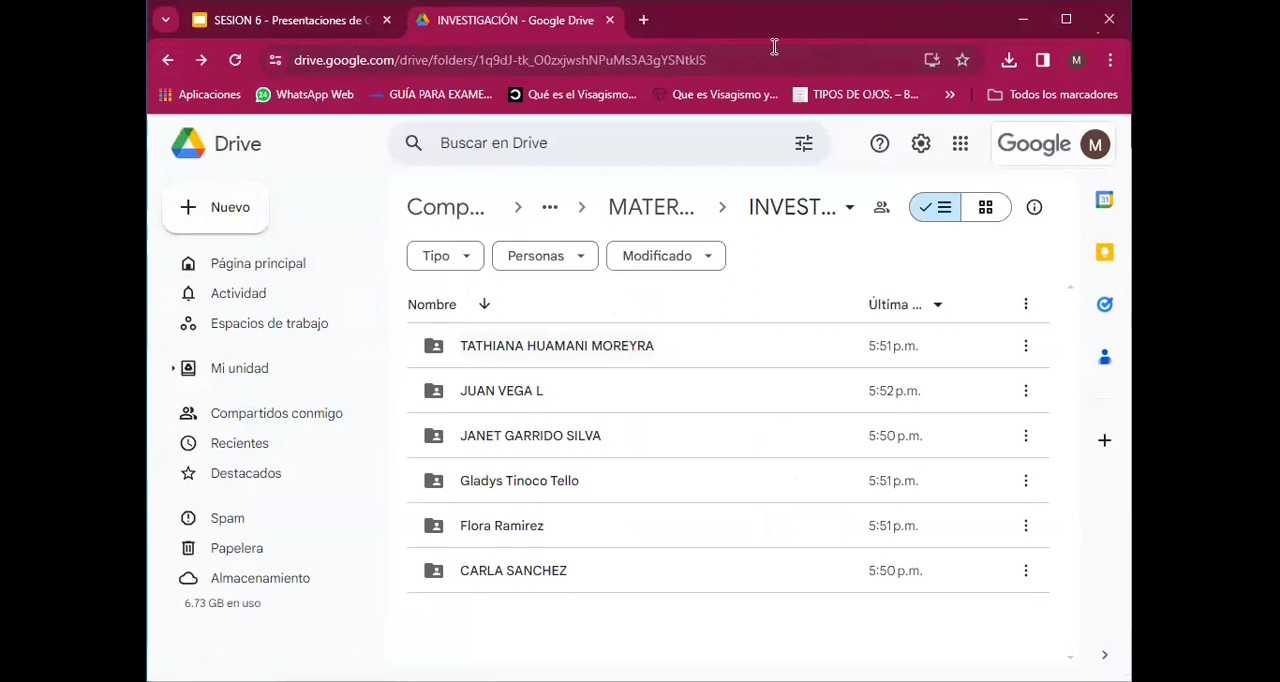 SESION 6 - Presentaciones de G
INVESTIGACIÓN - Google Drive
drive.google.com/drive/folders/1q9dJ-tk_O0zxjwshNPuMs3A3gYSNtkIS
M
Aplicaciones
WhatsApp Web
GUÍA PARA EXAME...
Qué es el Visagismo...
Que es Visagismo y...
TIPOS DE OJOS. – B...
»
Todos los marcadores
Drive
Buscar en Drive
Google
M
Nuevo
Comp... > ... > MATER... > INVEST...
Tipo
Personas
Modificado
Página principal
Actividad
Espacios de trabajo
Mi unidad
Compartidos conmigo
Recientes
Destacados
Spam
Papelera
Almacenamiento
6.73 GB en uso
Nombre
Última ...
TATHIANA HUAMANI MOREYRA 5:51 p.m.
JUAN VEGA L 5:52 p.m.
JANET GARRIDO SILVA 5:50 p.m.
Gladys Tinoco Tello 5:51 p.m.
Flora Ramirez 5:51 p.m.
CARLA SANCHEZ 5:50 p.m.
31